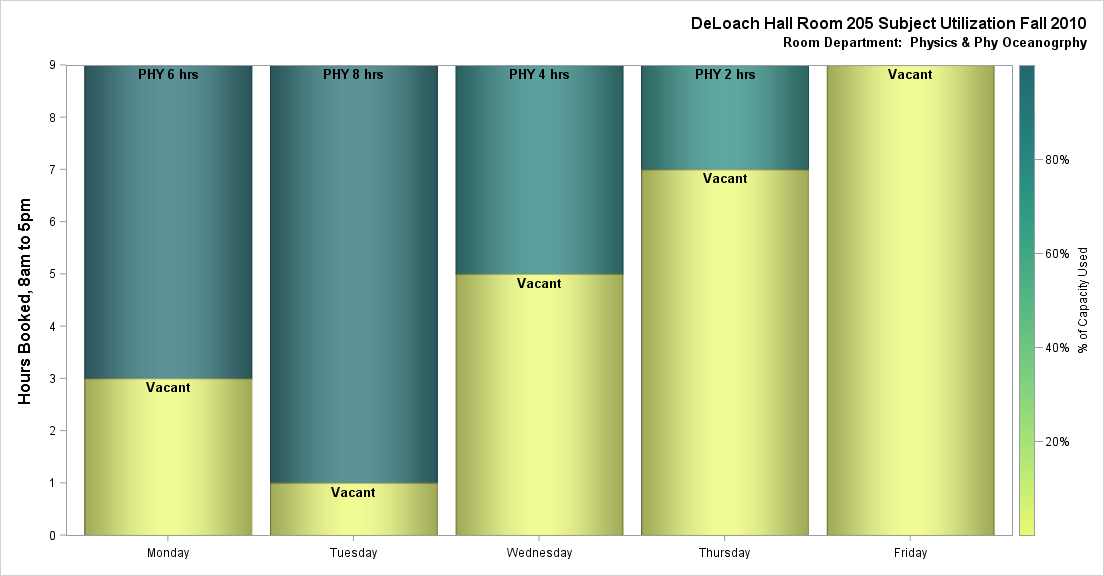 DeLoach Hall Room 205 Subject Utilization Fall 2010
Room Department:  Physics & Phy Oceanogrphy
Hours Booked, 8am to 5pm
9
8
7
6
5
4
3
2
1
0
PHY 6 hrs
Vacant
PHY 8 hrs
Vacant
PHY 4 hrs
Vacant
PHY 2 hrs
Vacant
Vacant
Monday
Tuesday
Wednesday
Thursday
Friday
80%
60%
40%
20%
% of Capacity Used